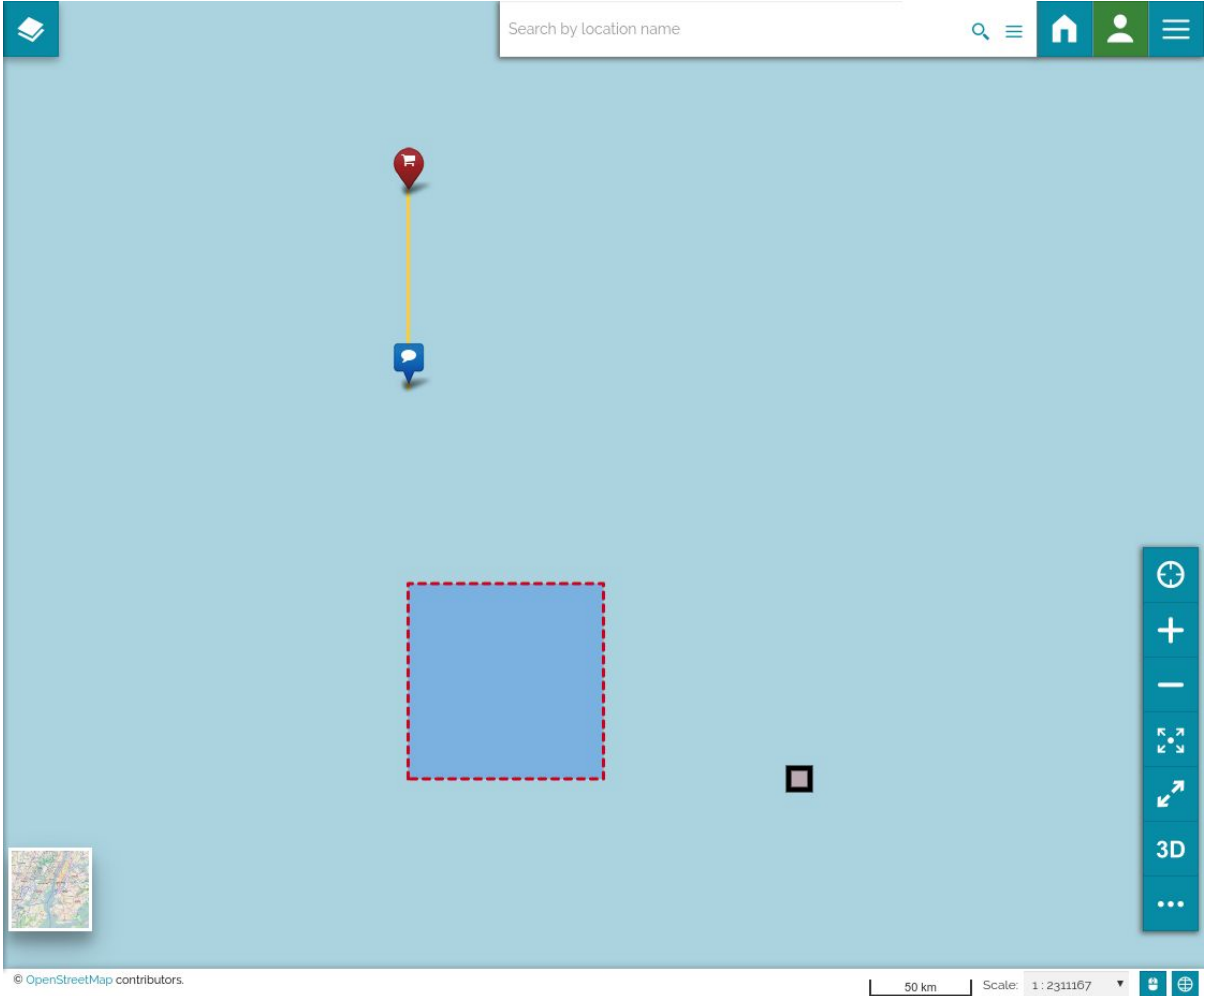 Search by location name
3D
© OpenStreetMap contributors.
50 km
Scale: 1 : 2311167